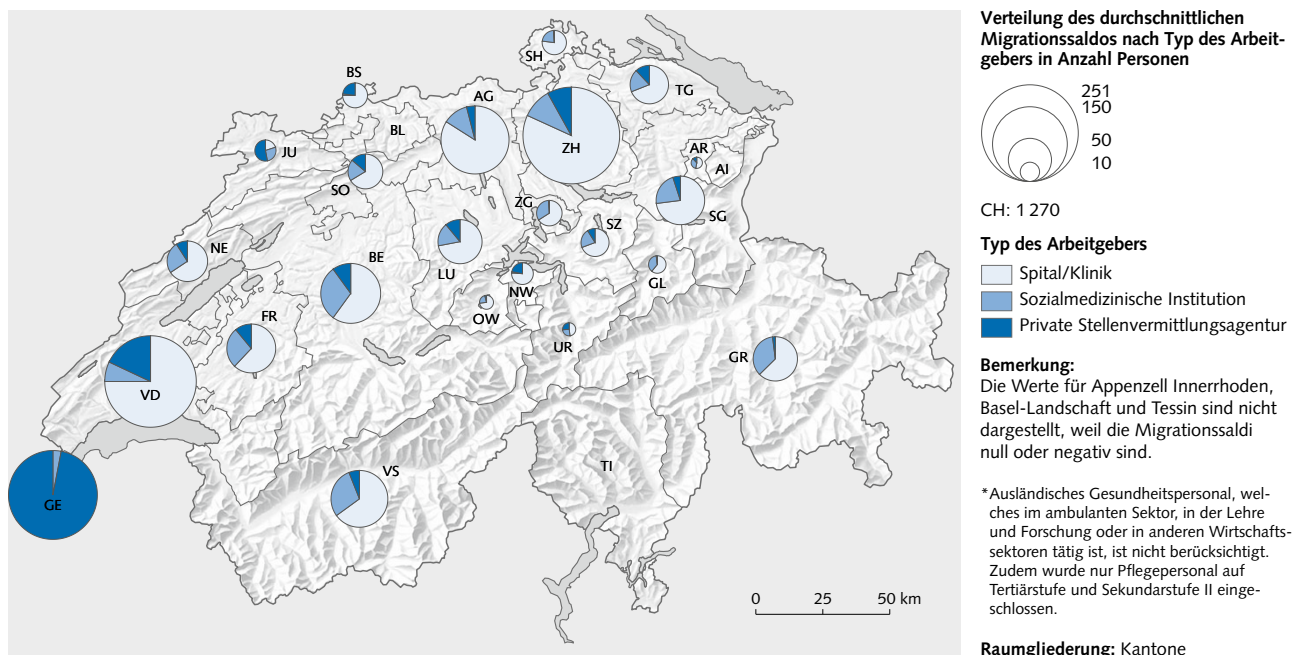 SH
BS
TG
AG
BL
ZH
JU
AR
AI
SO
ZG
SG
SZ
NE
BE
LU
GL
NW
OW
FR
UR
GR
VD
VS
TI
GE
0 25 50 km
Verteilung des durchschnittlichen
Migrationssaldos nach Typ des Arbeit-
gebers in Anzahl Personen
251
150
50
10
CH: 1 270
Typ des Arbeitgebers
Spital/Klinik
Sozialmedizinische Institution
Private Stellenvermittlungsagentur
Bemerkung:
Die Werte für Appenzell Innerrhoden,
Basel-Landschaft und Tessin sind nicht
dargestellt, weil die Migrationssaldi
null oder negativ sind.
*Ausländisches Gesundheitspersonal, wel-
ches im ambulanten Sektor, in der Lehre
und Forschung oder in anderen Wirtschafts-
sektoren tätig ist, ist nicht berücksichtigt.
Zudem wurde nur Pflegepersonal auf
Tertiärstufe und Sekundarstufe II einge-
schlossen.
Raumgliederung: Kantone